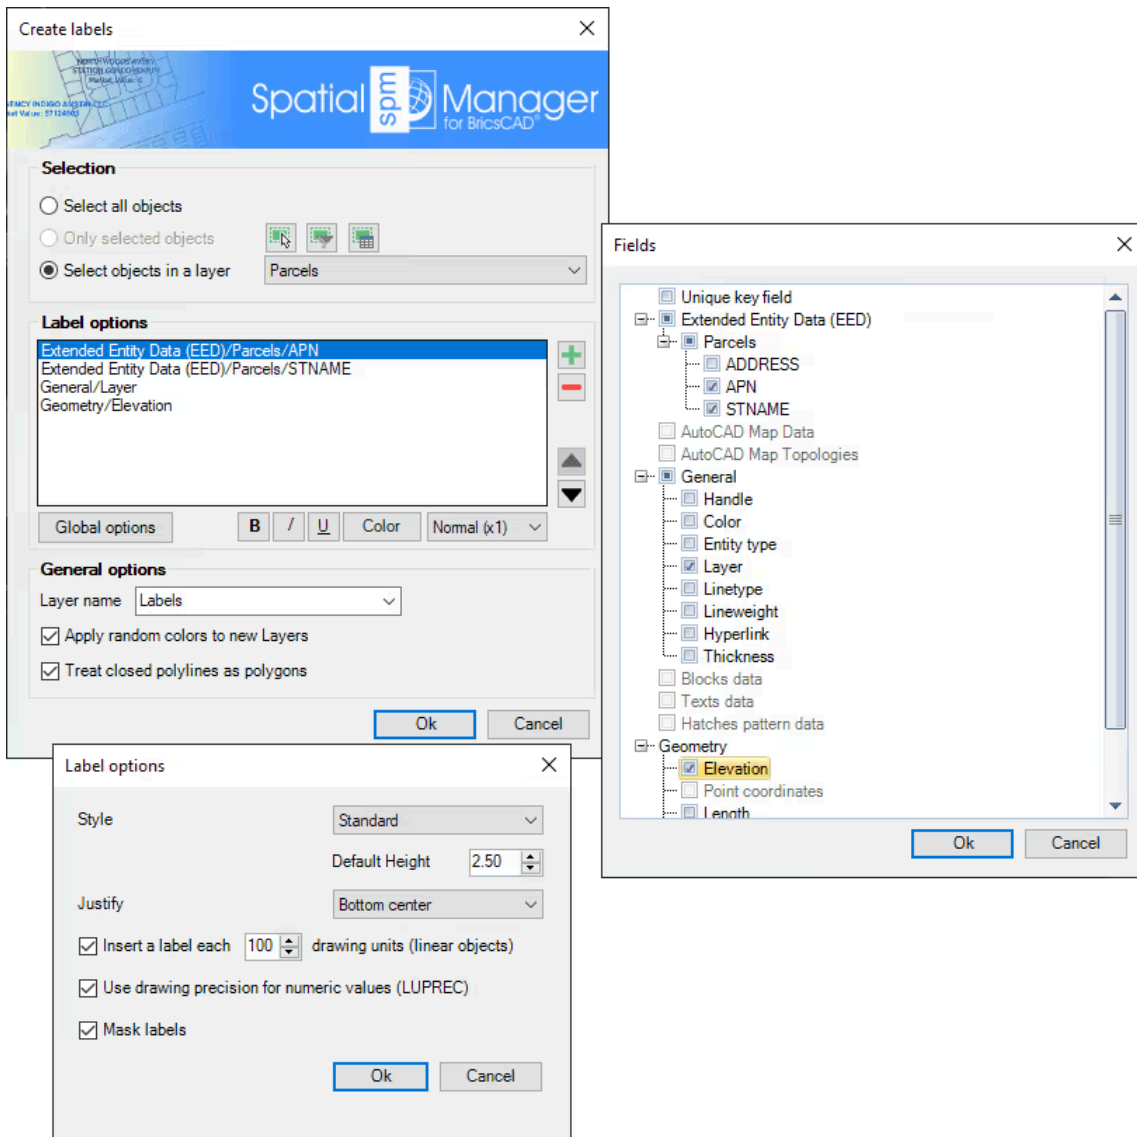 Create labels
NORTH WOODS AVERY
STATION CONDOMINIUM
Spatial spm Manager
for BricsCAD®
Selection
Select all objects
Only selected objects
Select objects in a layer Parcels
Label options
Extended Entity Data (EED)/Parcels/APN
Extended Entity Data (EED)/Parcels/STNAME
General/Layer
Geometry/Elevation
Global options B I U Color Normal (x1)
General options
Layer name Labels
Apply random colors to new Layers
Treat closed polylines as polygons
Ok Cancel
Fields
Unique key field
Extended Entity Data (EED)
Parcels
ADDRESS
APN
STNAME
AutoCAD Map Data
AutoCAD Map Topologies
General
Handle
Color
Entity type
Layer
Linetype
Lineweight
Hyperlink
Thickness
Blocks data
Texts data
Hatches pattern data
Geometry
Elevation
Point coordinates
Length
Ok Cancel
Label options
Style Standard
Default Height 2.50
Justify Bottom center
Insert a label each 100 drawing units (linear objects)
Use drawing precision for numeric values (LUPREC)
Mask labels
Ok Cancel